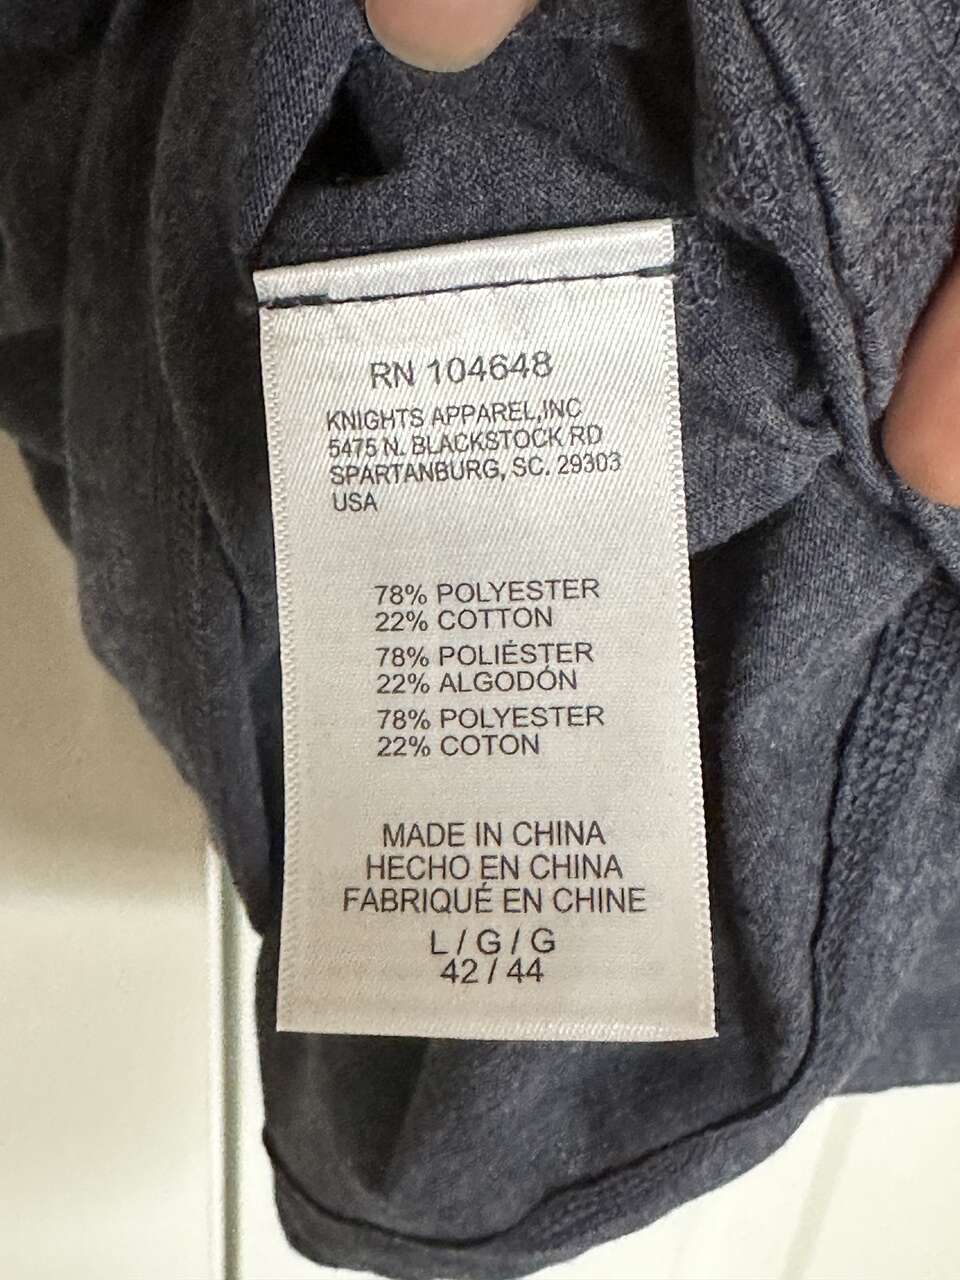 RN 104648
KNIGHTS APPAREL,INC
5475 N. BLACKSTOCK RD
SPARTANBURG, SC. 29303
USA
78% POLYESTER
22% COTTON
78% POLIÉSTER
22% ALGODÓN
78% POLYESTER
22% COTON
MADE IN CHINA
HECHO EN CHINA
FABRIQUÉ EN CHINE
L / G / G
42 / 44